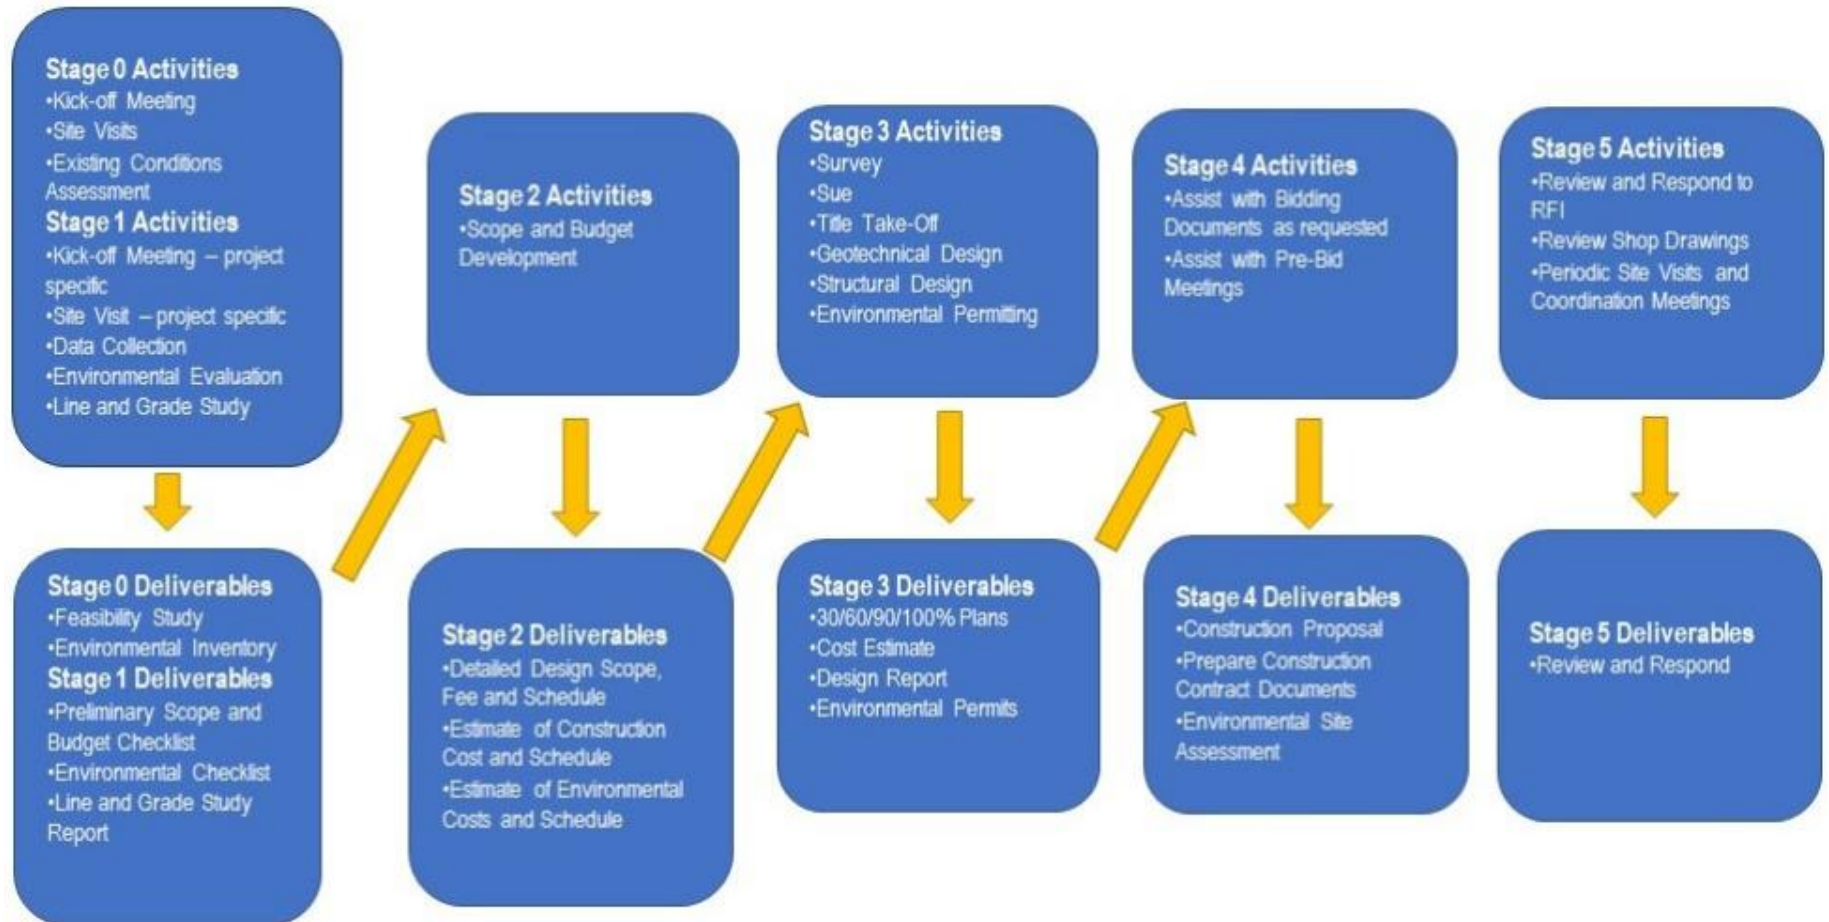 Stage 0 Activities
•Kick-off Meeting
•Site Visits
•Existing Conditions
Assessment
Stage 1 Activities
•Kick-off Meeting – project
specific
•Site Visit – project specific
•Data Collection
•Environmental Evaluation
•Line and Grade Study
Stage 0 Deliverables
•Feasibility Study
•Environmental Inventory
Stage 1 Deliverables
•Preliminary Scope and
Budget Checklist
•Environmental Checklist
•Line and Grade Study
Report
Stage 2 Activities
•Scope and Budget
Development
Stage 2 Deliverables
•Detailed Design Scope,
Fee and Schedule
•Estimate of Construction
Cost and Schedule
•Estimate of Environmental
Costs and Schedule
Stage 3 Activities
•Survey
•Sue
•Title Take-Off
•Geotechnical Design
•Structural Design
•Environmental Permitting
Stage 3 Deliverables
•30/60/90/100% Plans
•Cost Estimate
•Design Report
•Environmental Permits
Stage 4 Activities
•Assist with Bidding
Documents as requested
•Assist with Pre-Bid
Meetings
Stage 4 Deliverables
•Construction Proposal
•Prepare Construction
Contract Documents
•Environmental Site
Assessment
Stage 5 Activities
•Review and Respond to
RFI
•Review Shop Drawings
•Periodic Site Visits and
Coordination Meetings
Stage 5 Deliverables
•Review and Respond